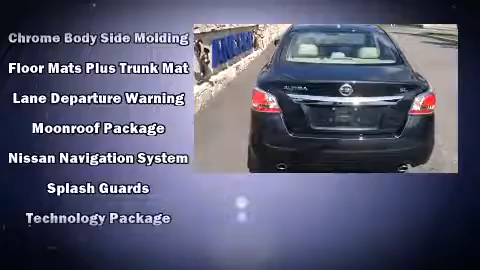 Chrome Body Side Molding
Floor Mats Plus Trunk Mat
Lane Departure Warning
Moonroof Package
Nissan Navigation System
Splash Guards
Technology Package
ALTIMA
SL